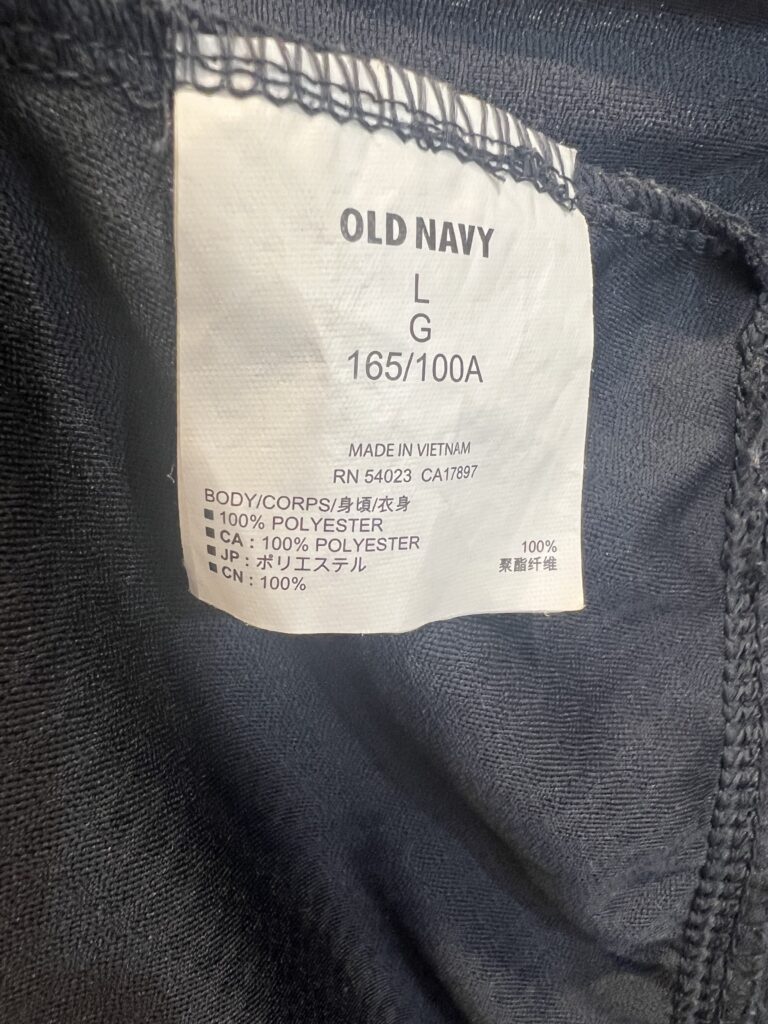 OLD NAVY
L
G
165/100A
MADE IN VIETNAM
RN 54023 CA17897
BODY/CORPS/身頃/衣身
■ 100% POLYESTER
■ CA : 100% POLYESTER
■ JP : ポリエステル 100%
■ CN : 100% 聚酯纤维